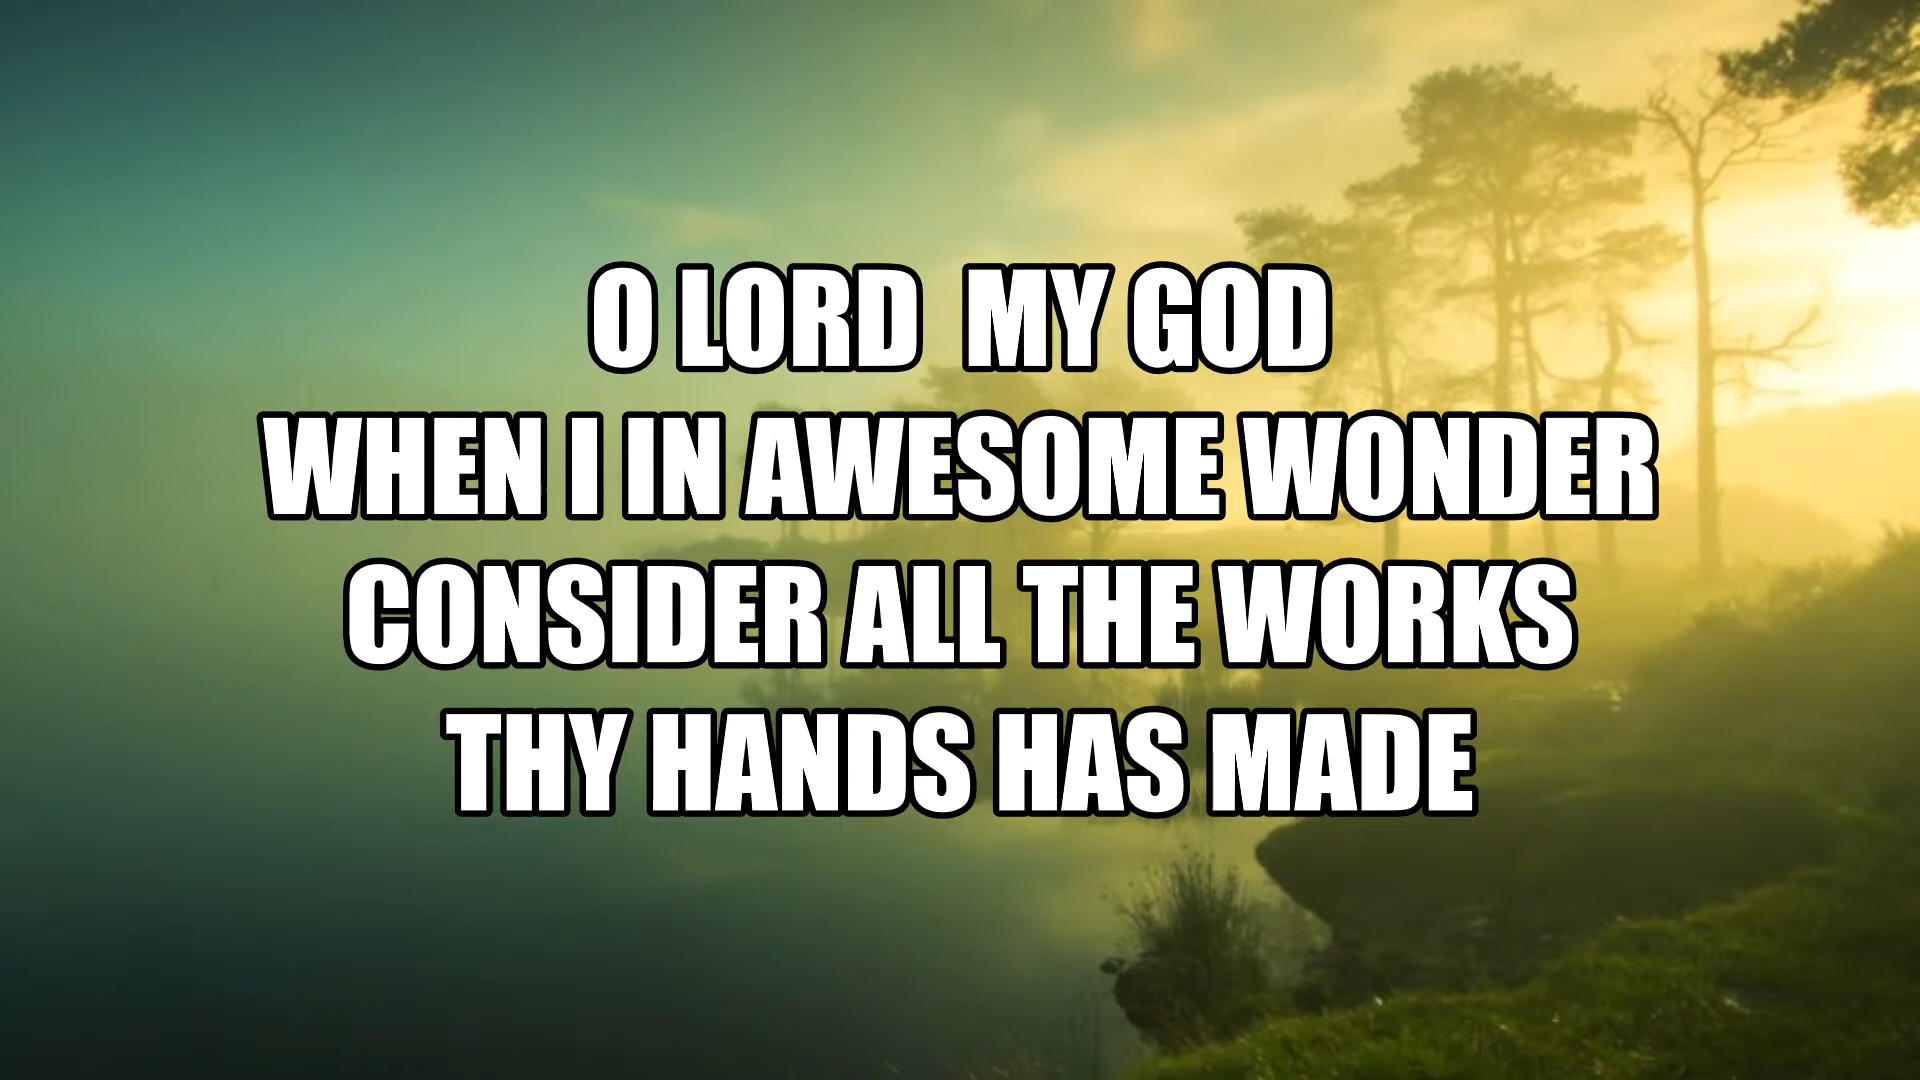 O LORD  MY GOD
WHEN I IN AWESOME WONDER
CONSIDER ALL THE WORKS
THY HANDS HAS MADE